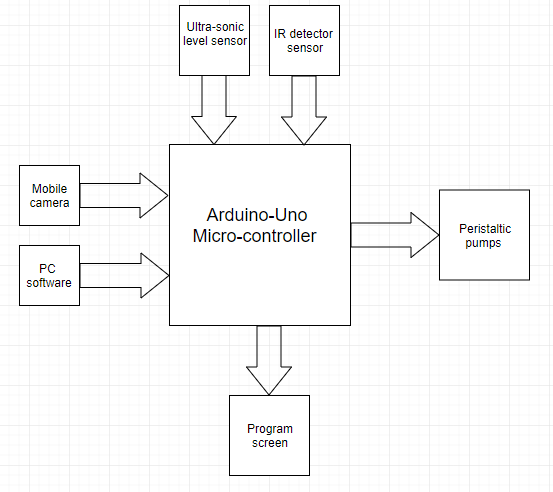 Ultra-sonic
level sensor
IR detector
sensor
Mobile
camera
Arduino-Uno
Micro-controller
Peristaltic
pumps
PC
software
Program
screen